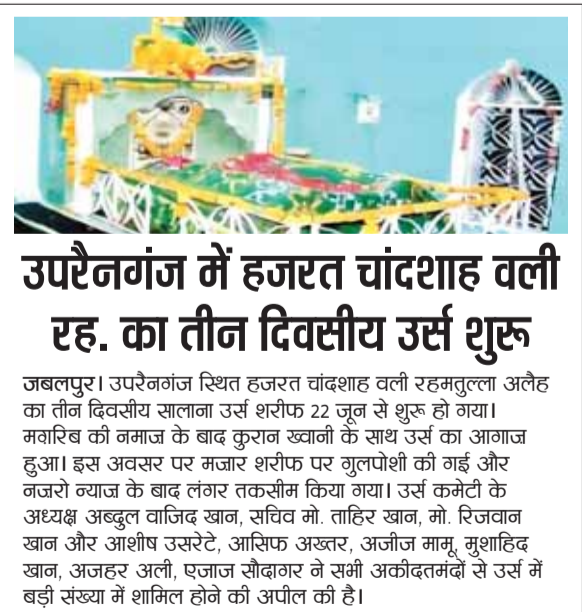 उपरैनगंज में हजरत चांदशाह वली
रह. का तीन दिवसीय उर्स शुरू
जबलपुर। उपरैनगंज स्थित हजरत चांदशाह वली रहमतुल्ला अलैह
का तीन दिवसीय सालाना उर्स शरीफ 22 जून से शुरू हो गया।
मगरिब की नमाज के बाद कुरान ख्वानी के साथ उर्स का आगाज
हुआ। इस अवसर पर मजार शरीफ पर गुलपोशी की गई और
नजरो न्याज के बाद लंगर तकसीम किया गया। उर्स कमेटी के
अध्यक्ष अब्दुल वाजिद खान, सचिव मो. ताहिर खान, मो. रिजवान
खान और आशीष उसरेटे, आसिफ अख्तर, अजीज मामू, मुशाहिद
खान, अजहर अली, एजाज सौदागर ने सभी अकीदतमंदों से उर्स में
बड़ी संख्या में शामिल होने की अपील की है।